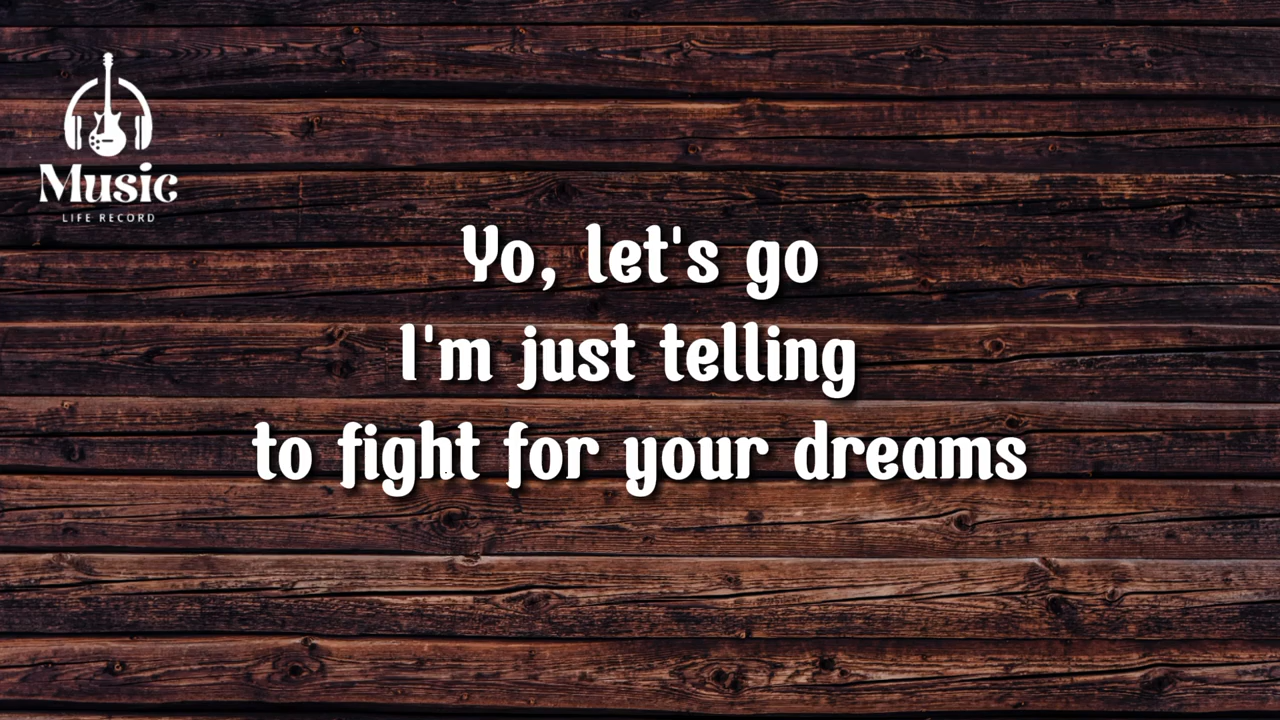 Music
LIFE RECORD
Yo, let's go
I'm just telling
to fight for your dreams